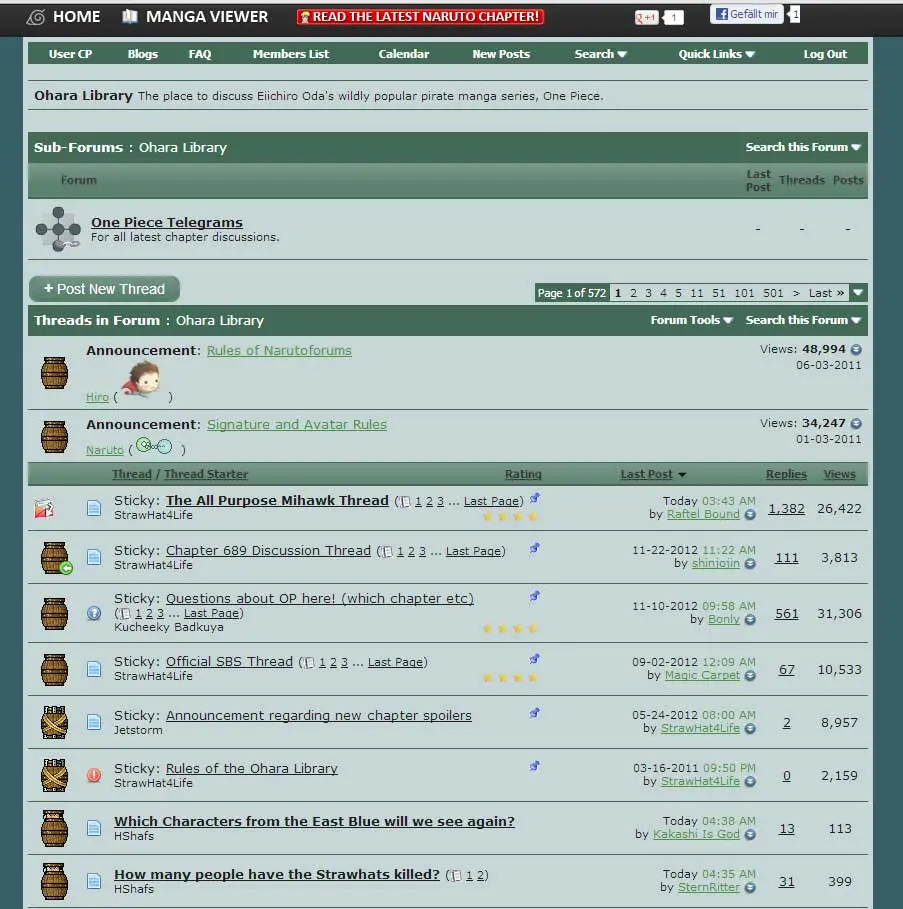 HOME MANGA VIEWER READ THE LATEST NARUTO CHAPTER! +1 1 Gefällt mir 1
User CP Blogs FAQ Members List Calendar New Posts Search Quick Links Log Out
Ohara Library The place to discuss Eiichiro Oda's wildly popular pirate manga series, One Piece.
Sub-Forums : Ohara Library Search this Forum
Forum Last Post Threads Posts
One Piece Telegrams - - -
For all latest chapter discussions.
+ Post New Thread Page 1 of 572 1 2 3 4 5 11 51 101 501 > Last »
Threads in Forum : Ohara Library Forum Tools Search this Forum
Announcement: Rules of Narutoforums Views: 48,994
06-03-2011
Hiro ( )
Announcement: Signature and Avatar Rules Views: 34,247
01-03-2011
Naruto ( )
Thread / Thread Starter Rating Last Post Replies Views
Sticky: The All Purpose Mihawk Thread ( 1 2 3 ... Last Page) Today 03:43 AM 1,382 26,422
StrawHat4Life by Raftel Bound
Sticky: Chapter 689 Discussion Thread ( 1 2 3 ... Last Page) 11-22-2012 11:22 AM 111 3,813
StrawHat4Life by shinjojin
Sticky: Questions about OP here! (which chapter etc) 11-10-2012 09:58 AM 561 31,306
( 1 2 3 ... Last Page) by Bonly
Kucheeky Badkuya
Sticky: Official SBS Thread ( 1 2 3 ... Last Page) 09-02-2012 12:09 AM 67 10,533
StrawHat4Life by Magic Carpet
Sticky: Announcement regarding new chapter spoilers 05-24-2012 08:00 AM 2 8,957
Jetstorm by StrawHat4Life
Sticky: Rules of the Ohara Library 03-16-2011 09:50 PM 0 2,159
StrawHat4Life by StrawHat4Life
Which Characters from the East Blue will we see again? Today 04:38 AM 13 113
HShafs by Kakashi Is God
How many people have the Strawhats killed? ( 1 2) Today 04:35 AM 31 399
HShafs by SternRitter